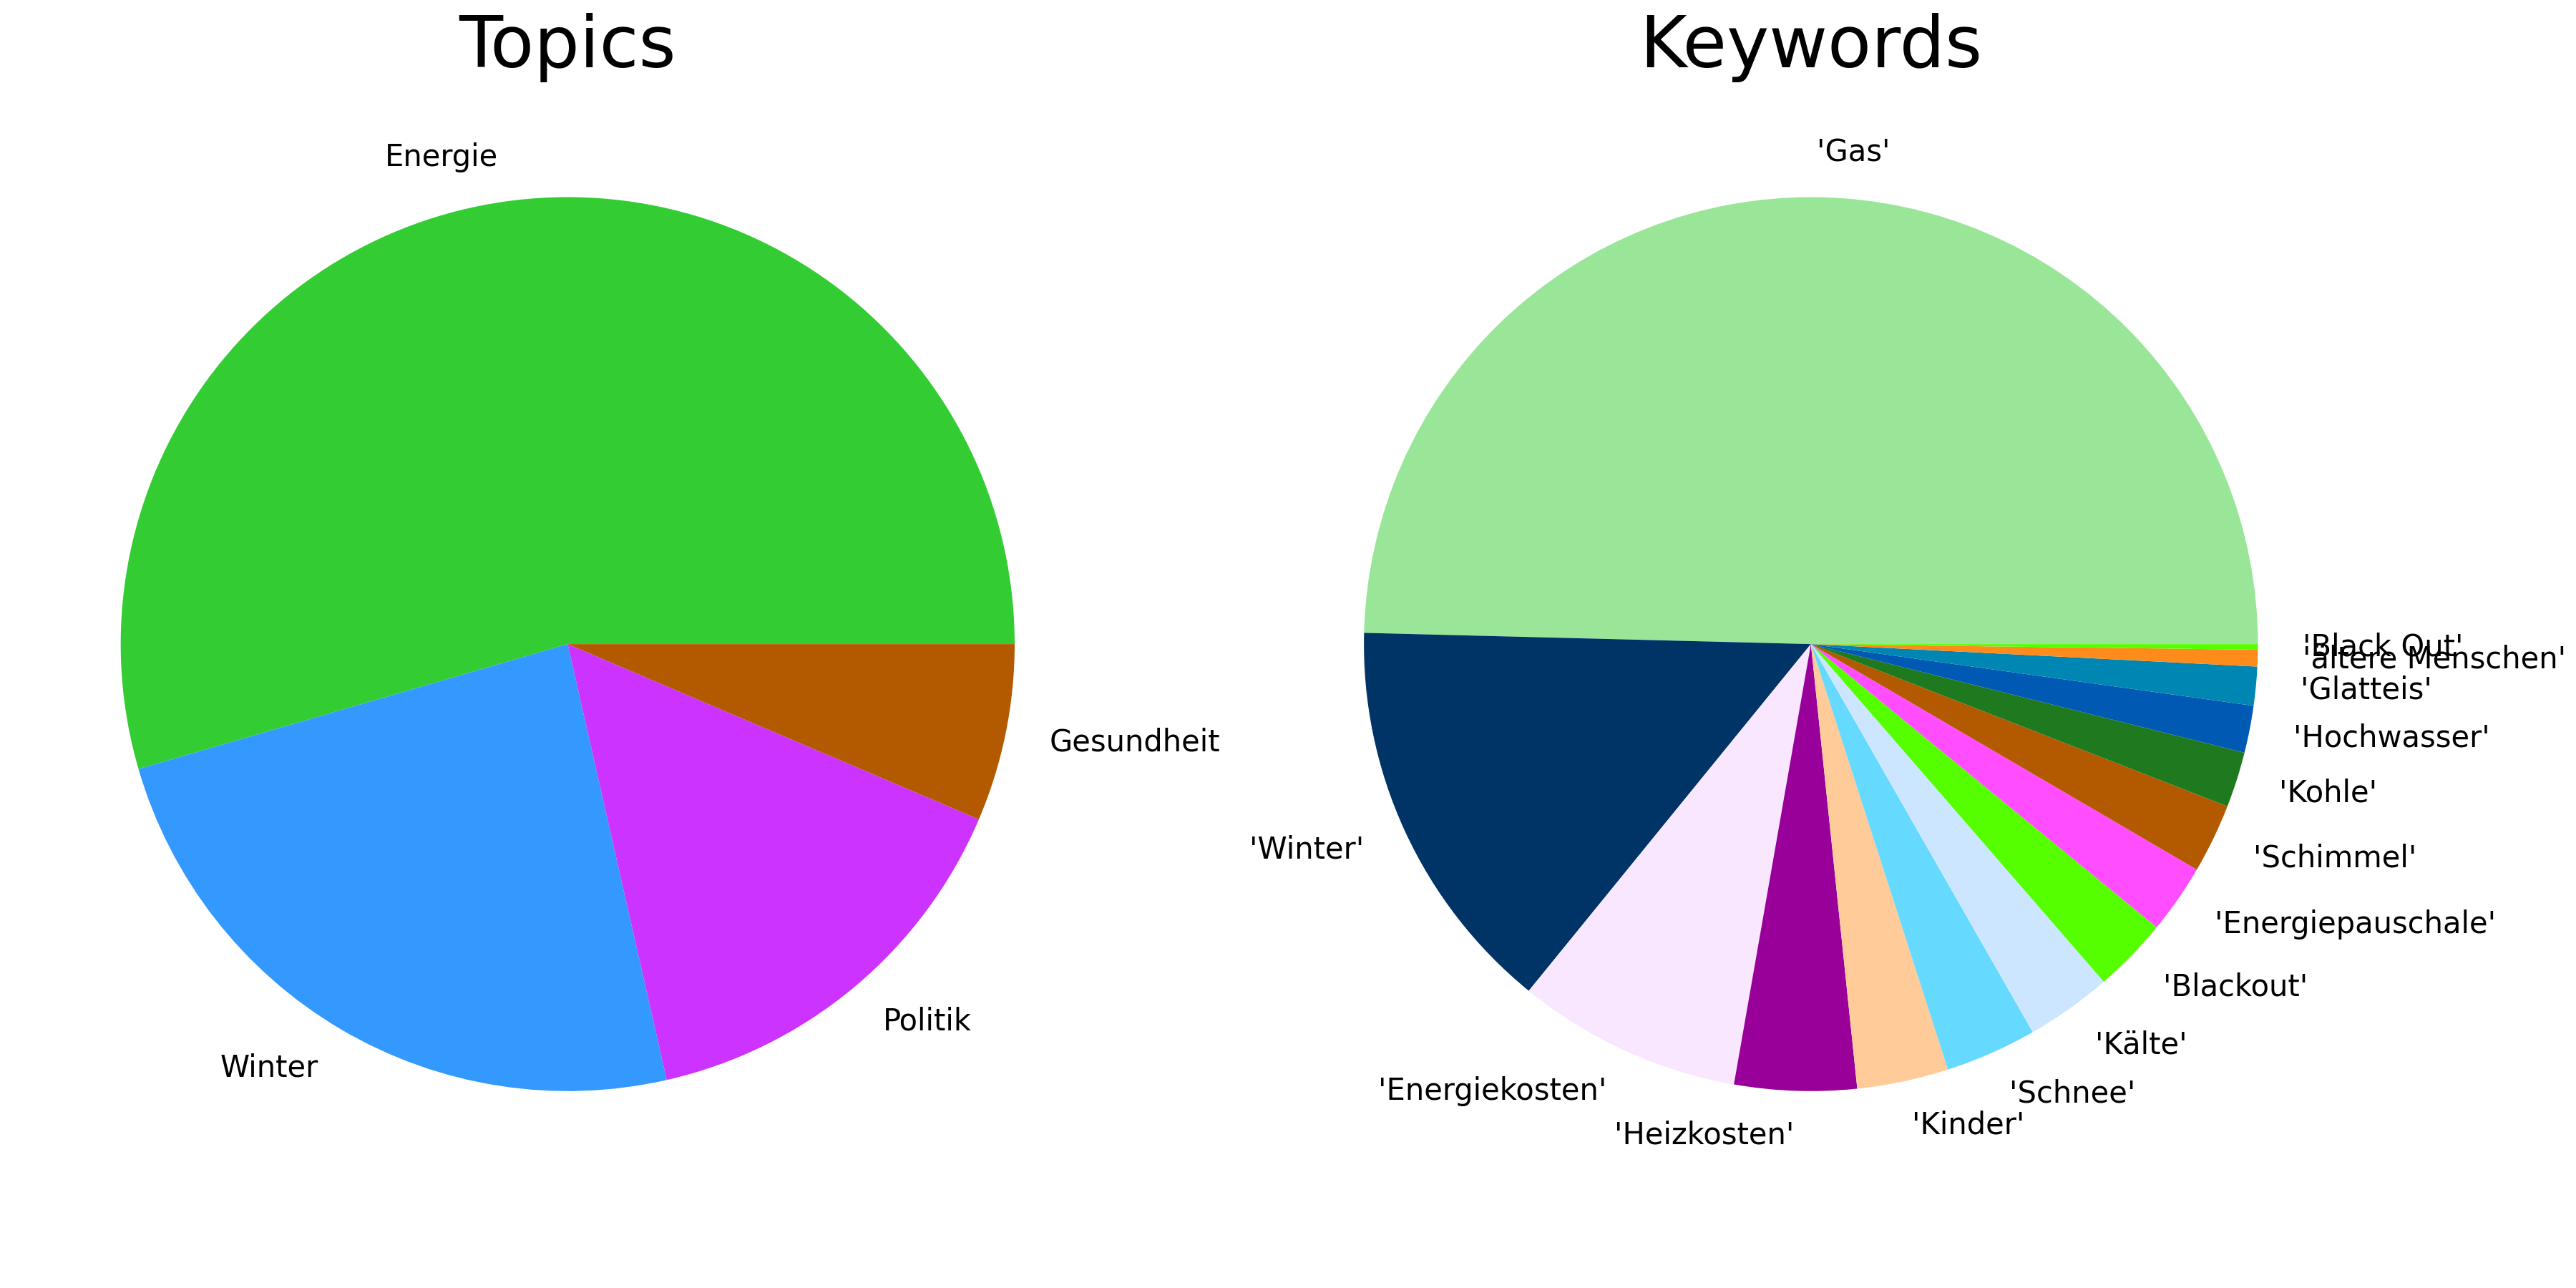 Topics
Energie
Winter
Politik
Gesundheit
Keywords
'Gas'
'Winter'
'Energiekosten'
'Heizkosten'
'Kinder'
'Schnee'
'Kälte'
'Blackout'
'Energiepauschale'
'Schimmel'
'Kohle'
'Hochwasser'
'Glatteis'
'ältere Menschen'
'Black Out'